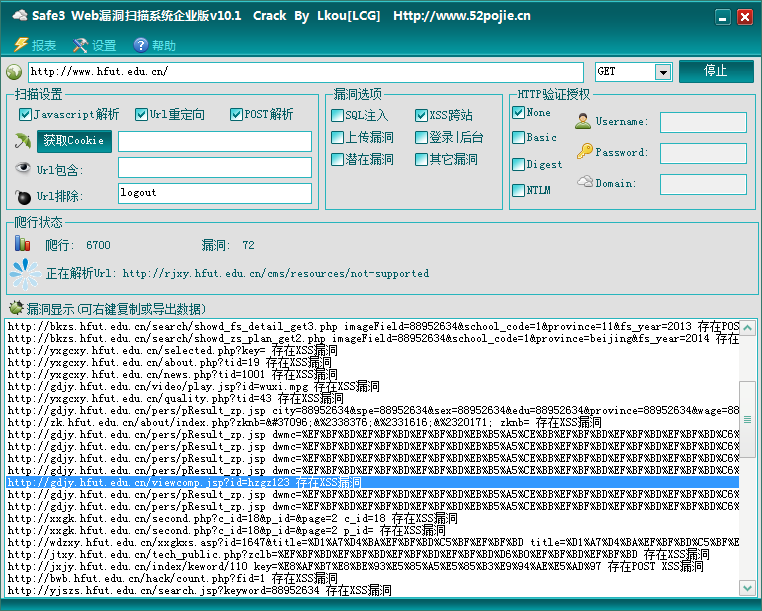 Safe3 Web漏洞扫描系统企业版v10.1 Crack By Lkou[LCG] Http://www.52pojie.cn
报表 设置 帮助
http://www.hfut.edu.cn/ GET 停止
扫描设置
Javascript解析 Url重定向 POST解析
获取Cookie
Url包含:
Url排除: logout
漏洞选项
SQL注入 XSS跨站
上传漏洞 登录|后台
潜在漏洞 其它漏洞
HTTP验证授权
None
Basic
Digest
NTLM
Username:
Password:
Domain:
爬行状态
爬行: 6700 漏洞: 72
正在解析Url: http://rjxy.hfut.edu.cn/cms/resources/not-supported
漏洞显示(可右键复制或导出数据)
http://bkzs.hfut.edu.cn/search/showd_fs_detail_get3.php imageField=88952634&school_code=1&province=11&fs_year=2013 存在POS
http://bkzs.hfut.edu.cn/search/showd_zs_plan_get2.php imageField=88952634&school_code=1&province=beijing&fs_year=2014 存在
http://yxgcxy.hfut.edu.cn/selected.php?key= 存在XSS漏洞
http://yxgcxy.hfut.edu.cn/about.php?tid=19 存在XSS漏洞
http://yxgcxy.hfut.edu.cn/news.php?tid=1001 存在XSS漏洞
http://gdjy.hfut.edu.cn/video/play.jsp?id=wuxi.mpg 存在XSS漏洞
http://yxgcxy.hfut.edu.cn/quality.php?tid=43 存在XSS漏洞
http://gdjy.hfut.edu.cn/pers/pResult_zp.jsp city=88952634&spe=88952634&sex=88952634&edu=88952634&province=88952634&wage=88
http://zk.hfut.edu.cn/about/index.php?zknb=&#37096;&%2338376;&%2331616;&%2320171; zknb= 存在XSS漏洞
http://gdjy.hfut.edu.cn/pers/pResult_zp.jsp dwmc=%EF%BF%BD%EF%BF%BD%EF%BF%BD%EB%B5%A5%CE%BB%EF%BF%BD%EF%BF%BD%EF%BF%BD%C6%
http://gdjy.hfut.edu.cn/pers/pResult_zp.jsp dwmc=%EF%BF%BD%EF%BF%BD%EF%BF%BD%EB%B5%A5%CE%BB%EF%BF%BD%EF%BF%BD%EF%BF%BD%C6%
http://gdjy.hfut.edu.cn/pers/pResult_zp.jsp dwmc=%EF%BF%BD%EF%BF%BD%EF%BF%BD%EB%B5%A5%CE%BB%EF%BF%BD%EF%BF%BD%EF%BF%BD%C6%
http://gdjy.hfut.edu.cn/pers/pResult_zp.jsp dwmc=%EF%BF%BD%EF%BF%BD%EF%BF%BD%EB%B5%A5%CE%BB%EF%BF%BD%EF%BF%BD%EF%BF%BD%C6%
http://gdjy.hfut.edu.cn/viewcomp.jsp?id=hzgz123 存在XSS漏洞
http://gdjy.hfut.edu.cn/pers/pResult_zp.jsp dwmc=%EF%BF%BD%EF%BF%BD%EF%BF%BD%EB%B5%A5%CE%BB%EF%BF%BD%EF%BF%BD%EF%BF%BD%C6%
http://gdjy.hfut.edu.cn/pers/pResult_zp.jsp dwmc=%EF%BF%BD%EF%BF%BD%EF%BF%BD%EB%B5%A5%CE%BB%EF%BF%BD%EF%BF%BD%EF%BF%BD%C6%
http://xxgk.hfut.edu.cn/second.php?c_id=18&p_id=&page=2 c_id=18 存在XSS漏洞
http://xxgk.hfut.edu.cn/second.php?c_id=18&p_id=&page=2 p_id= 存在XSS漏洞
http://wdzxy.hfut.edu.cn/xxgkxs.asp?id=1647&title=%D1%A7%D4%BA%EF%BF%BD%C5%BF%EF%BF%BD title=%D1%A7%D4%BA%EF%BF%BD%C5%BF%E
http://jtxy.hfut.edu.cn/tech_public.php?zclb=%EF%BF%BD%EF%BF%BD%EF%BF%BD%D6%B0%EF%BF%BD%EF%BF%BD 存在XSS漏洞
http://jxjy.hfut.edu.cn/index/keword/110 key=%E8%AF%B7%E8%BE%93%E5%85%A5%E5%85%B3%E9%94%AE%E5%AD%97 存在POST XSS漏洞
http://bwb.hfut.edu.cn/hack/count.php?fid=1 存在XSS漏洞
http://yjszs.hfut.edu.cn/search.jsp?keyword=88952634 存在XSS漏洞